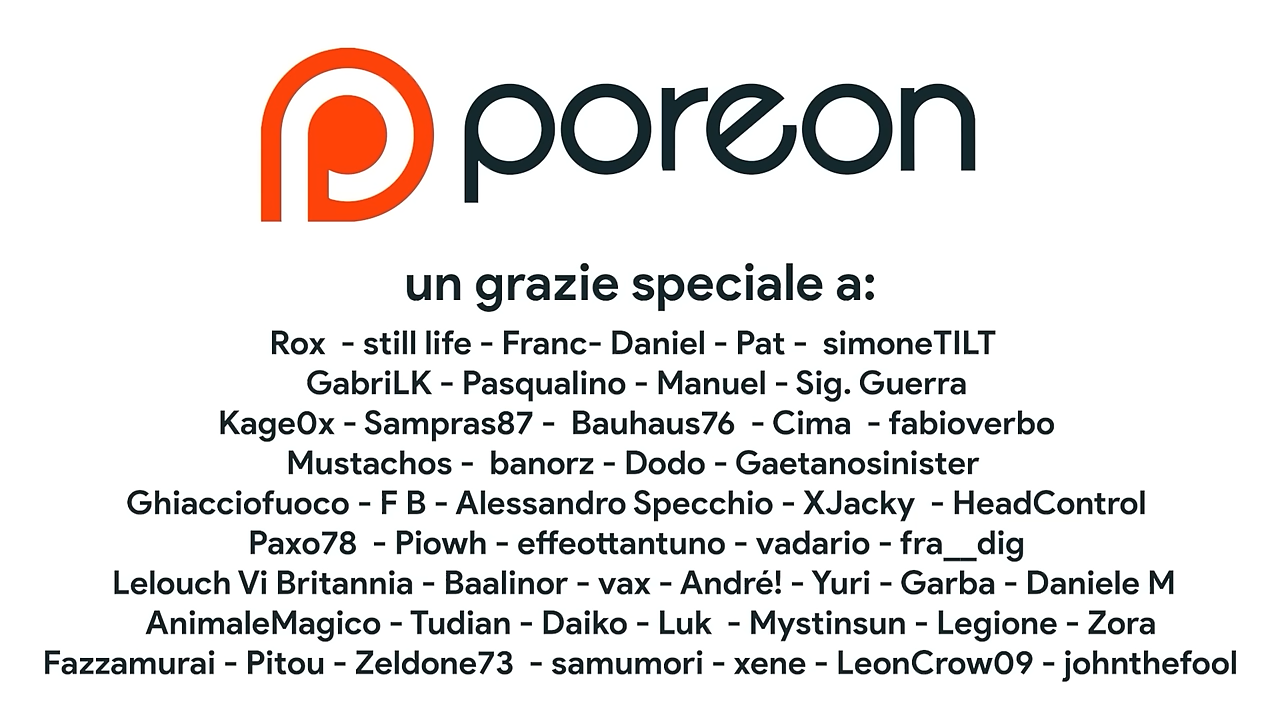 poreon
un grazie speciale a:
Rox - still life - Franc- Daniel - Pat - simoneTILT
GabriLK - Pasqualino - Manuel - Sig. Guerra
Kage0x - Sampras87 - Bauhaus76 - Cima - fabioverbo
Mustachos - banorz - Dodo - Gaetanosinister
Ghiacciofuoco - F B - Alessandro Specchio - XJacky - HeadControl
Paxo78 - Piowh - effeottantuno - vadario - fra__dig
Lelouch Vi Britannia - Baalinor - vax - André! - Yuri - Garba - Daniele M
AnimaleMagico - Tudian - Daiko - Luk - Mystinsun - Legione - Zora
Fazzamurai - Pitou - Zeldone73 - samumori - xene - LeonCrow09 - johnthefool